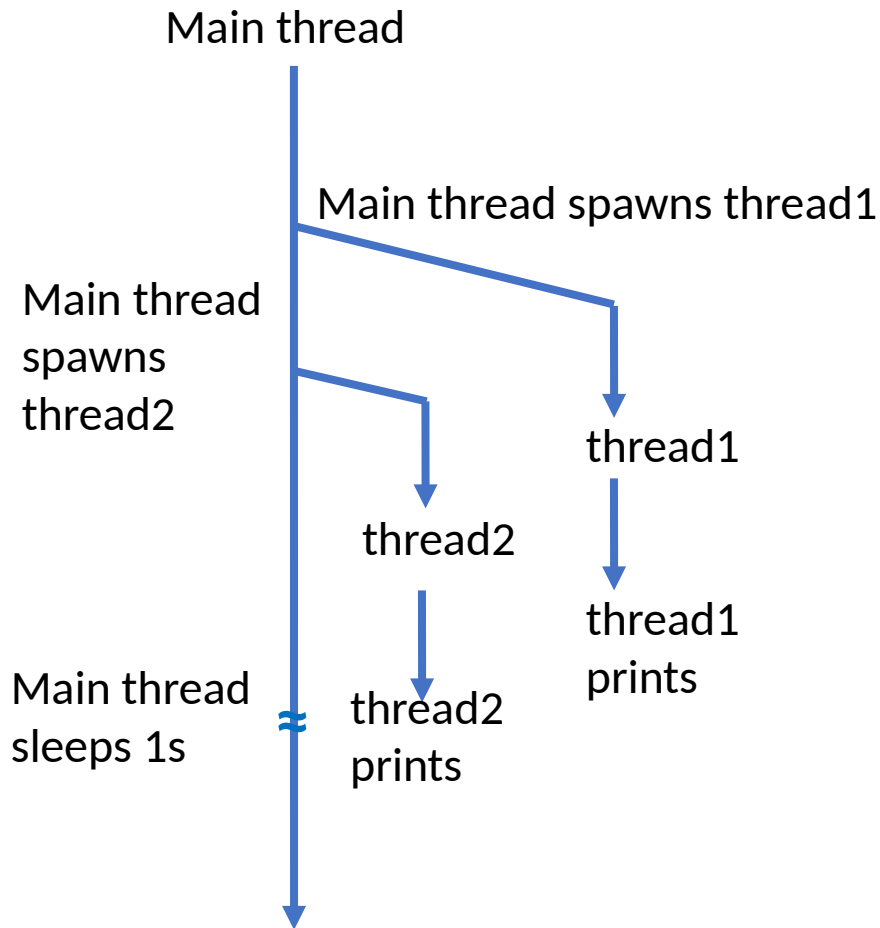 Main thread
Main thread spawns thread1
Main thread
spawns
thread2
thread1
thread2
thread1
prints
Main thread
sleeps 1s
≈
thread2
prints